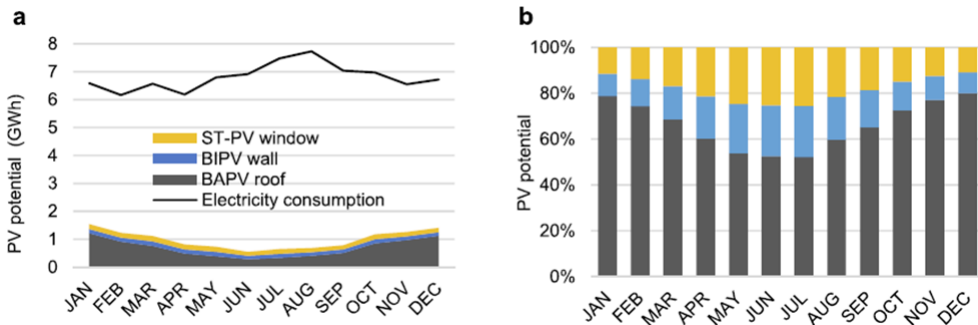 a
PV potential (GWh)
8
7
6
5
4
3
2
1
0
ST-PV window
BIPV wall
BAPV roof
Electricity consumption
JAN
FEB
MAR
APR
MAY
JUN
JUL
AUG
SEP
OCT
NOV
DEC
b
PV potential
100%
80%
60%
40%
20%
0%
JAN
FEB
MAR
APR
MAY
JUN
JUL
AUG
SEP
OCT
NOV
DEC